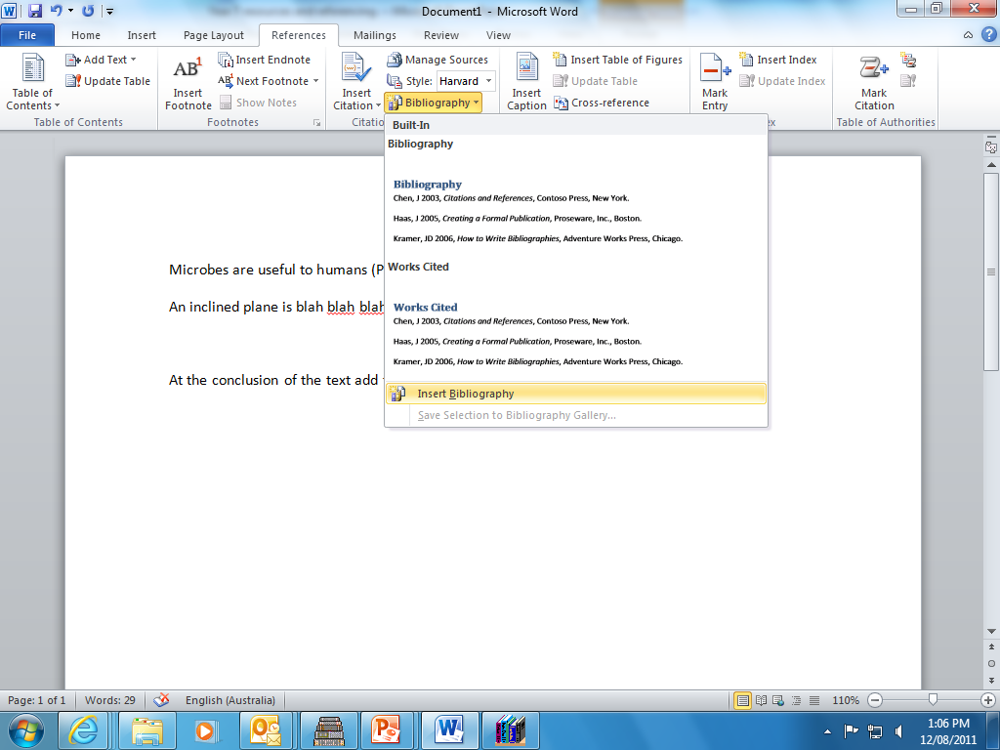 Document1 - Microsoft Word
File Home Insert Page Layout References Mailings Review View
Table of Contents
Add Text
Update Table
Table of Contents
AB1
Insert Footnote
Insert Endnote
AB1 Next Footnote
Show Notes
Footnotes
Insert Citation
Manage Sources
Style: Harvard
Bibliography
Citatio
Insert Caption
Insert Table of Figures
Update Table
Cross-reference
Mark Entry
Insert Index
Update Index
ex
Mark Citation
Table of Authorities
Built-In
Bibliography
Bibliography
Chen, J 2003, Citations and References, Contoso Press, New York.
Haas, J 2005, Creating a Formal Publication, Proseware, Inc., Boston.
Kramer, JD 2006, How to Write Bibliographies, Adventure Works Press, Chicago.
Works Cited
Works Cited
Chen, J 2003, Citations and References, Contoso Press, New York.
Haas, J 2005, Creating a Formal Publication, Proseware, Inc., Boston.
Kramer, JD 2006, How to Write Bibliographies, Adventure Works Press, Chicago.
Insert Bibliography
Save Selection to Bibliography Gallery...
Microbes are useful to humans (P
An inclined plane is blah blah blah
At the conclusion of the text add
Page: 1 of 1 Words: 29 English (Australia) 110%
1:06 PM
12/08/2011